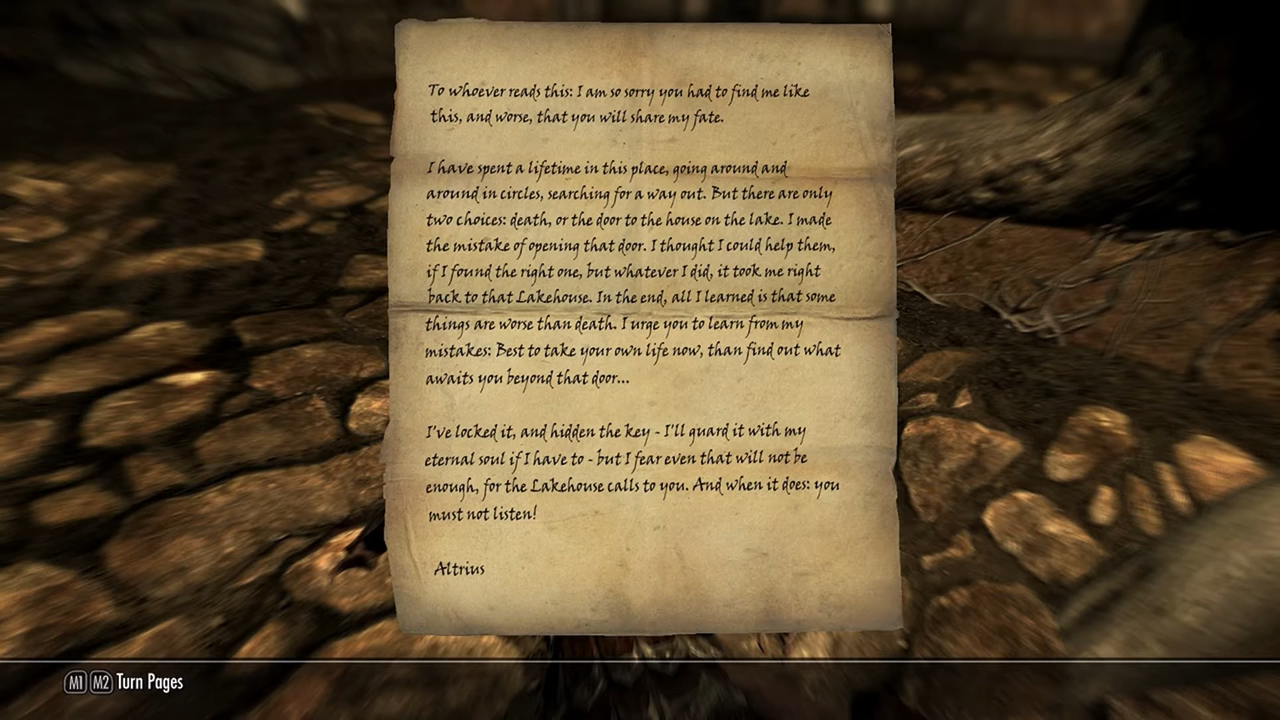 To whoever reads this: I am so sorry you had to find me like
this, and worse, that you will share my fate.
I have spent a lifetime in this place, going around and
around in circles, searching for a way out. But there are only
two choices: death, or the door to the house on the lake. I made
the mistake of opening that door. I thought I could help them,
if I found the right one, but whatever I did, it took me right
back to that Lakehouse. In the end, all I learned is that some
things are worse than death. I urge you to learn from my
mistakes: Best to take your own life now, than find out what
awaits you beyond that door...
I've locked it, and hidden the key - I'll guard it with my
eternal soul if I have to - but I fear even that will not be
enough, for the Lakehouse calls to you. And when it does: you
must not listen!
Altrius
M1 M2 Turn Pages